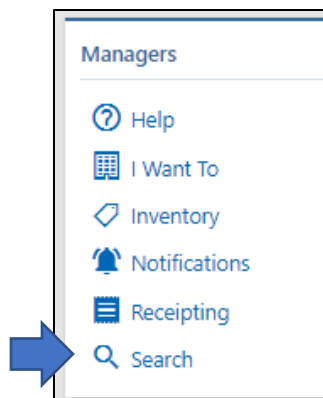 Managers
Help
I Want To
Inventory
Notifications
Receipting
Search